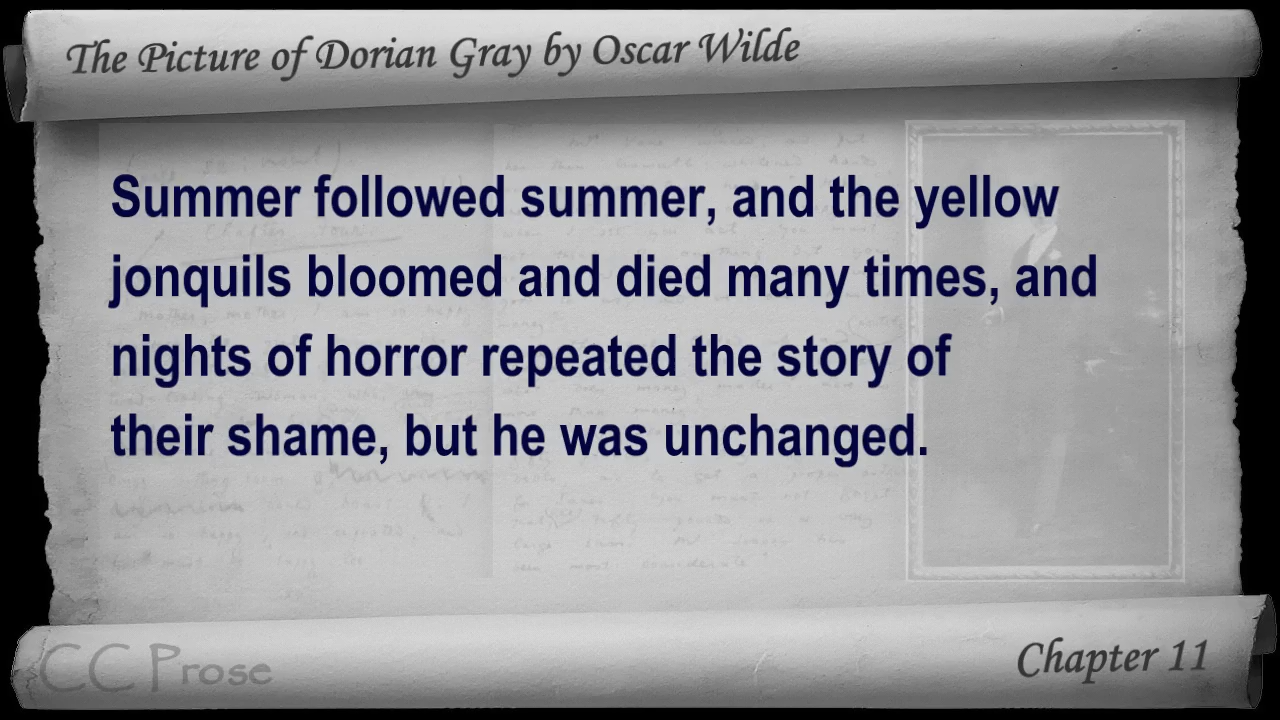 The Picture of Dorian Gray by Oscar Wilde
Summer followed summer, and the yellow
jonquils bloomed and died many times, and
nights of horror repeated the story of
their shame, but he was unchanged.
CC Prose
Chapter 11